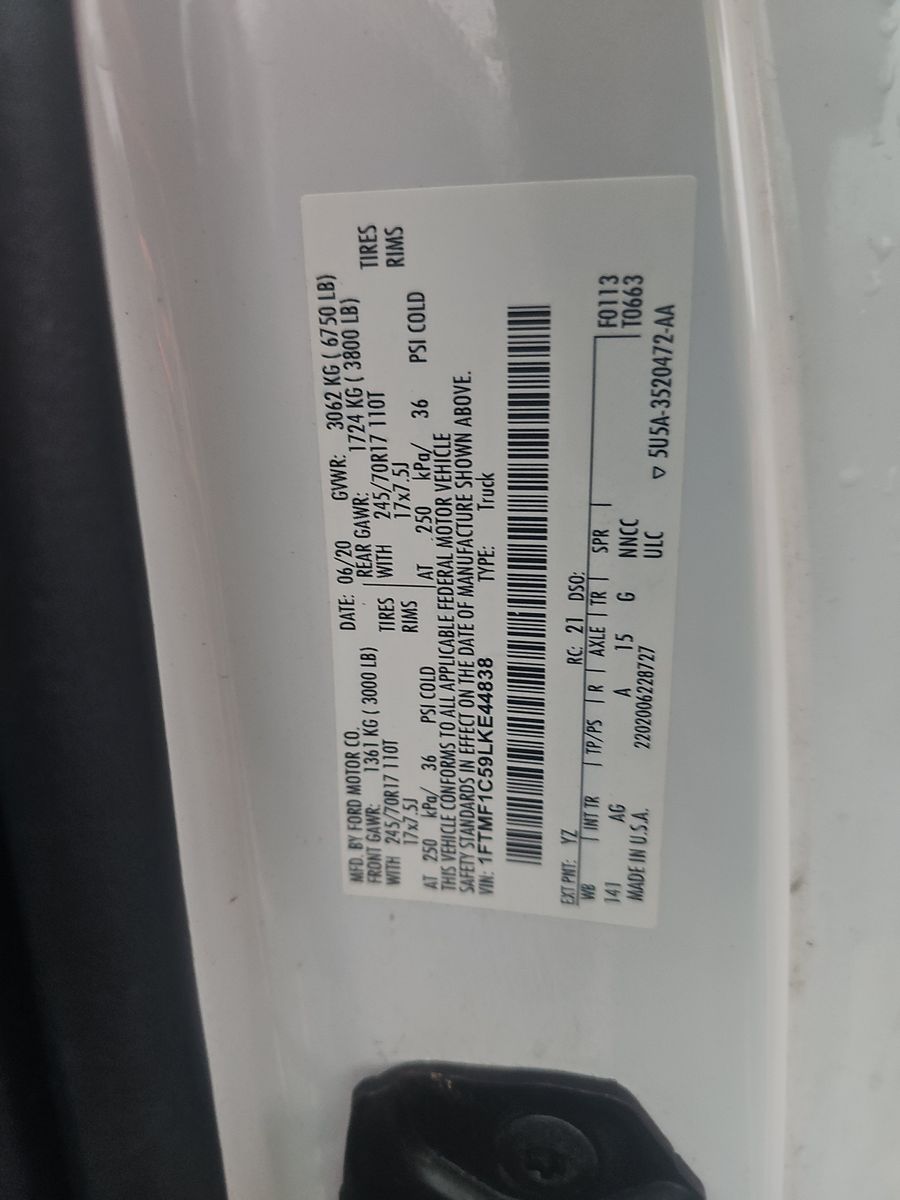 MFD. BY FORD MOTOR CO.
DATE: 06/20 GVWR: 3062 KG ( 6750 LB)
FRONT GAWR: 1361 KG ( 3000 LB) REAR GAWR: 1724 KG ( 3800 LB)
WITH 245/70R17 110T TIRES WITH 245/70R17 110T TIRES
17x7.5J RIMS 17x7.5J RIMS
AT 250 kPa/ 36 PSI COLD AT 250 kPa/ 36 PSI COLD
THIS VEHICLE CONFORMS TO ALL APPLICABLE FEDERAL MOTOR VEHICLE
SAFETY STANDARDS IN EFFECT ON THE DATE OF MANUFACTURE SHOWN ABOVE.
VIN: 1FTMF1C59LKE44838 TYPE: Truck
EXT PNT: YZ RC: 21 DSO:
WB INT TR TP/PS R AXLE TR SPR F0113
141 AG A 15 G NNCC T0663
MADE IN U.S.A. 2202006228727 ULC ▽ 5U5A-3520472-AA